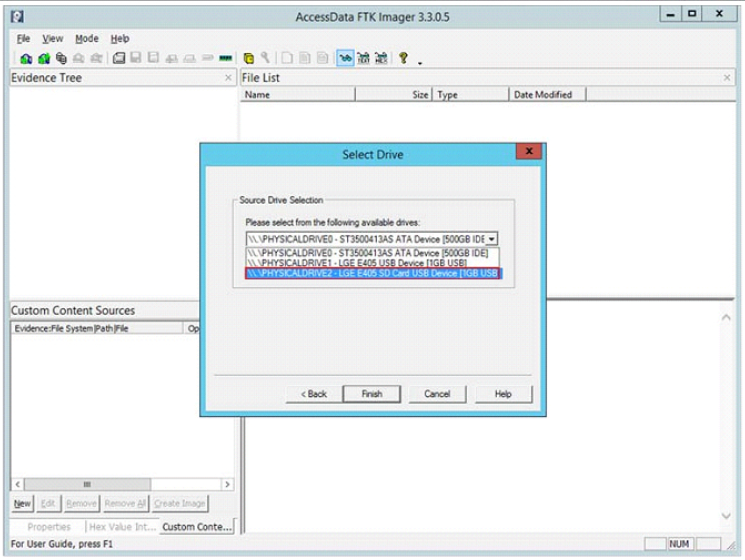 AccessData FTK Imager 3.3.0.5
File View Mode Help
Evidence Tree
File List
Name Size Type Date Modified
Select Drive
Source Drive Selection
Please select from the following available drives:
\\.\PHYSICALDRIVE0 - ST3500413AS ATA Device [500GB IDE
\\.\PHYSICALDRIVE0 - ST3500413AS ATA Device [500GB IDE]
\\.\PHYSICALDRIVE1 - LGE E405 USB Device [1GB USB]
\\.\PHYSICALDRIVE2 - LGE E405 SD Card USB Device [1GB USB
< Back Finish Cancel Help
Custom Content Sources
Evidence:File System|Path|File Op
New Edit Remove Remove All Create Image
Properties Hex Value Int... Custom Conte...
For User Guide, press F1
NUM